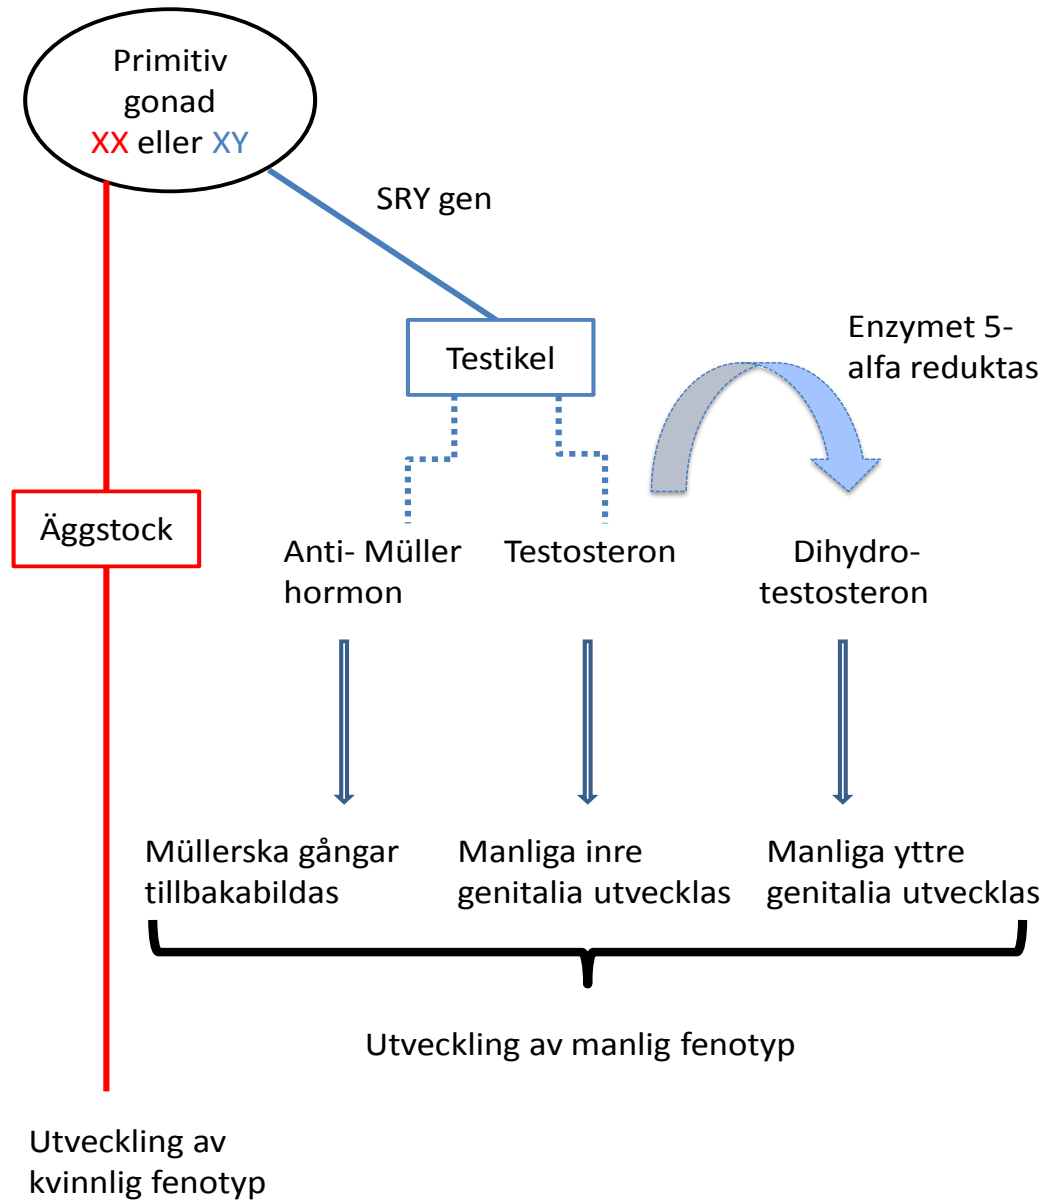 Primitiv
gonad
XX eller XY
SRY gen
Testikel
Enzymet 5-
alfa reduktas
Äggstock
Anti- Müller
hormon
Testosteron
Dihydro-
testosteron
Müllerska gångar
tillbakabildas
Manliga inre
genitalia utvecklas
Manliga yttre
genitalia utvecklas
Utveckling av manlig fenotyp
Utveckling av
kvinnlig fenotyp